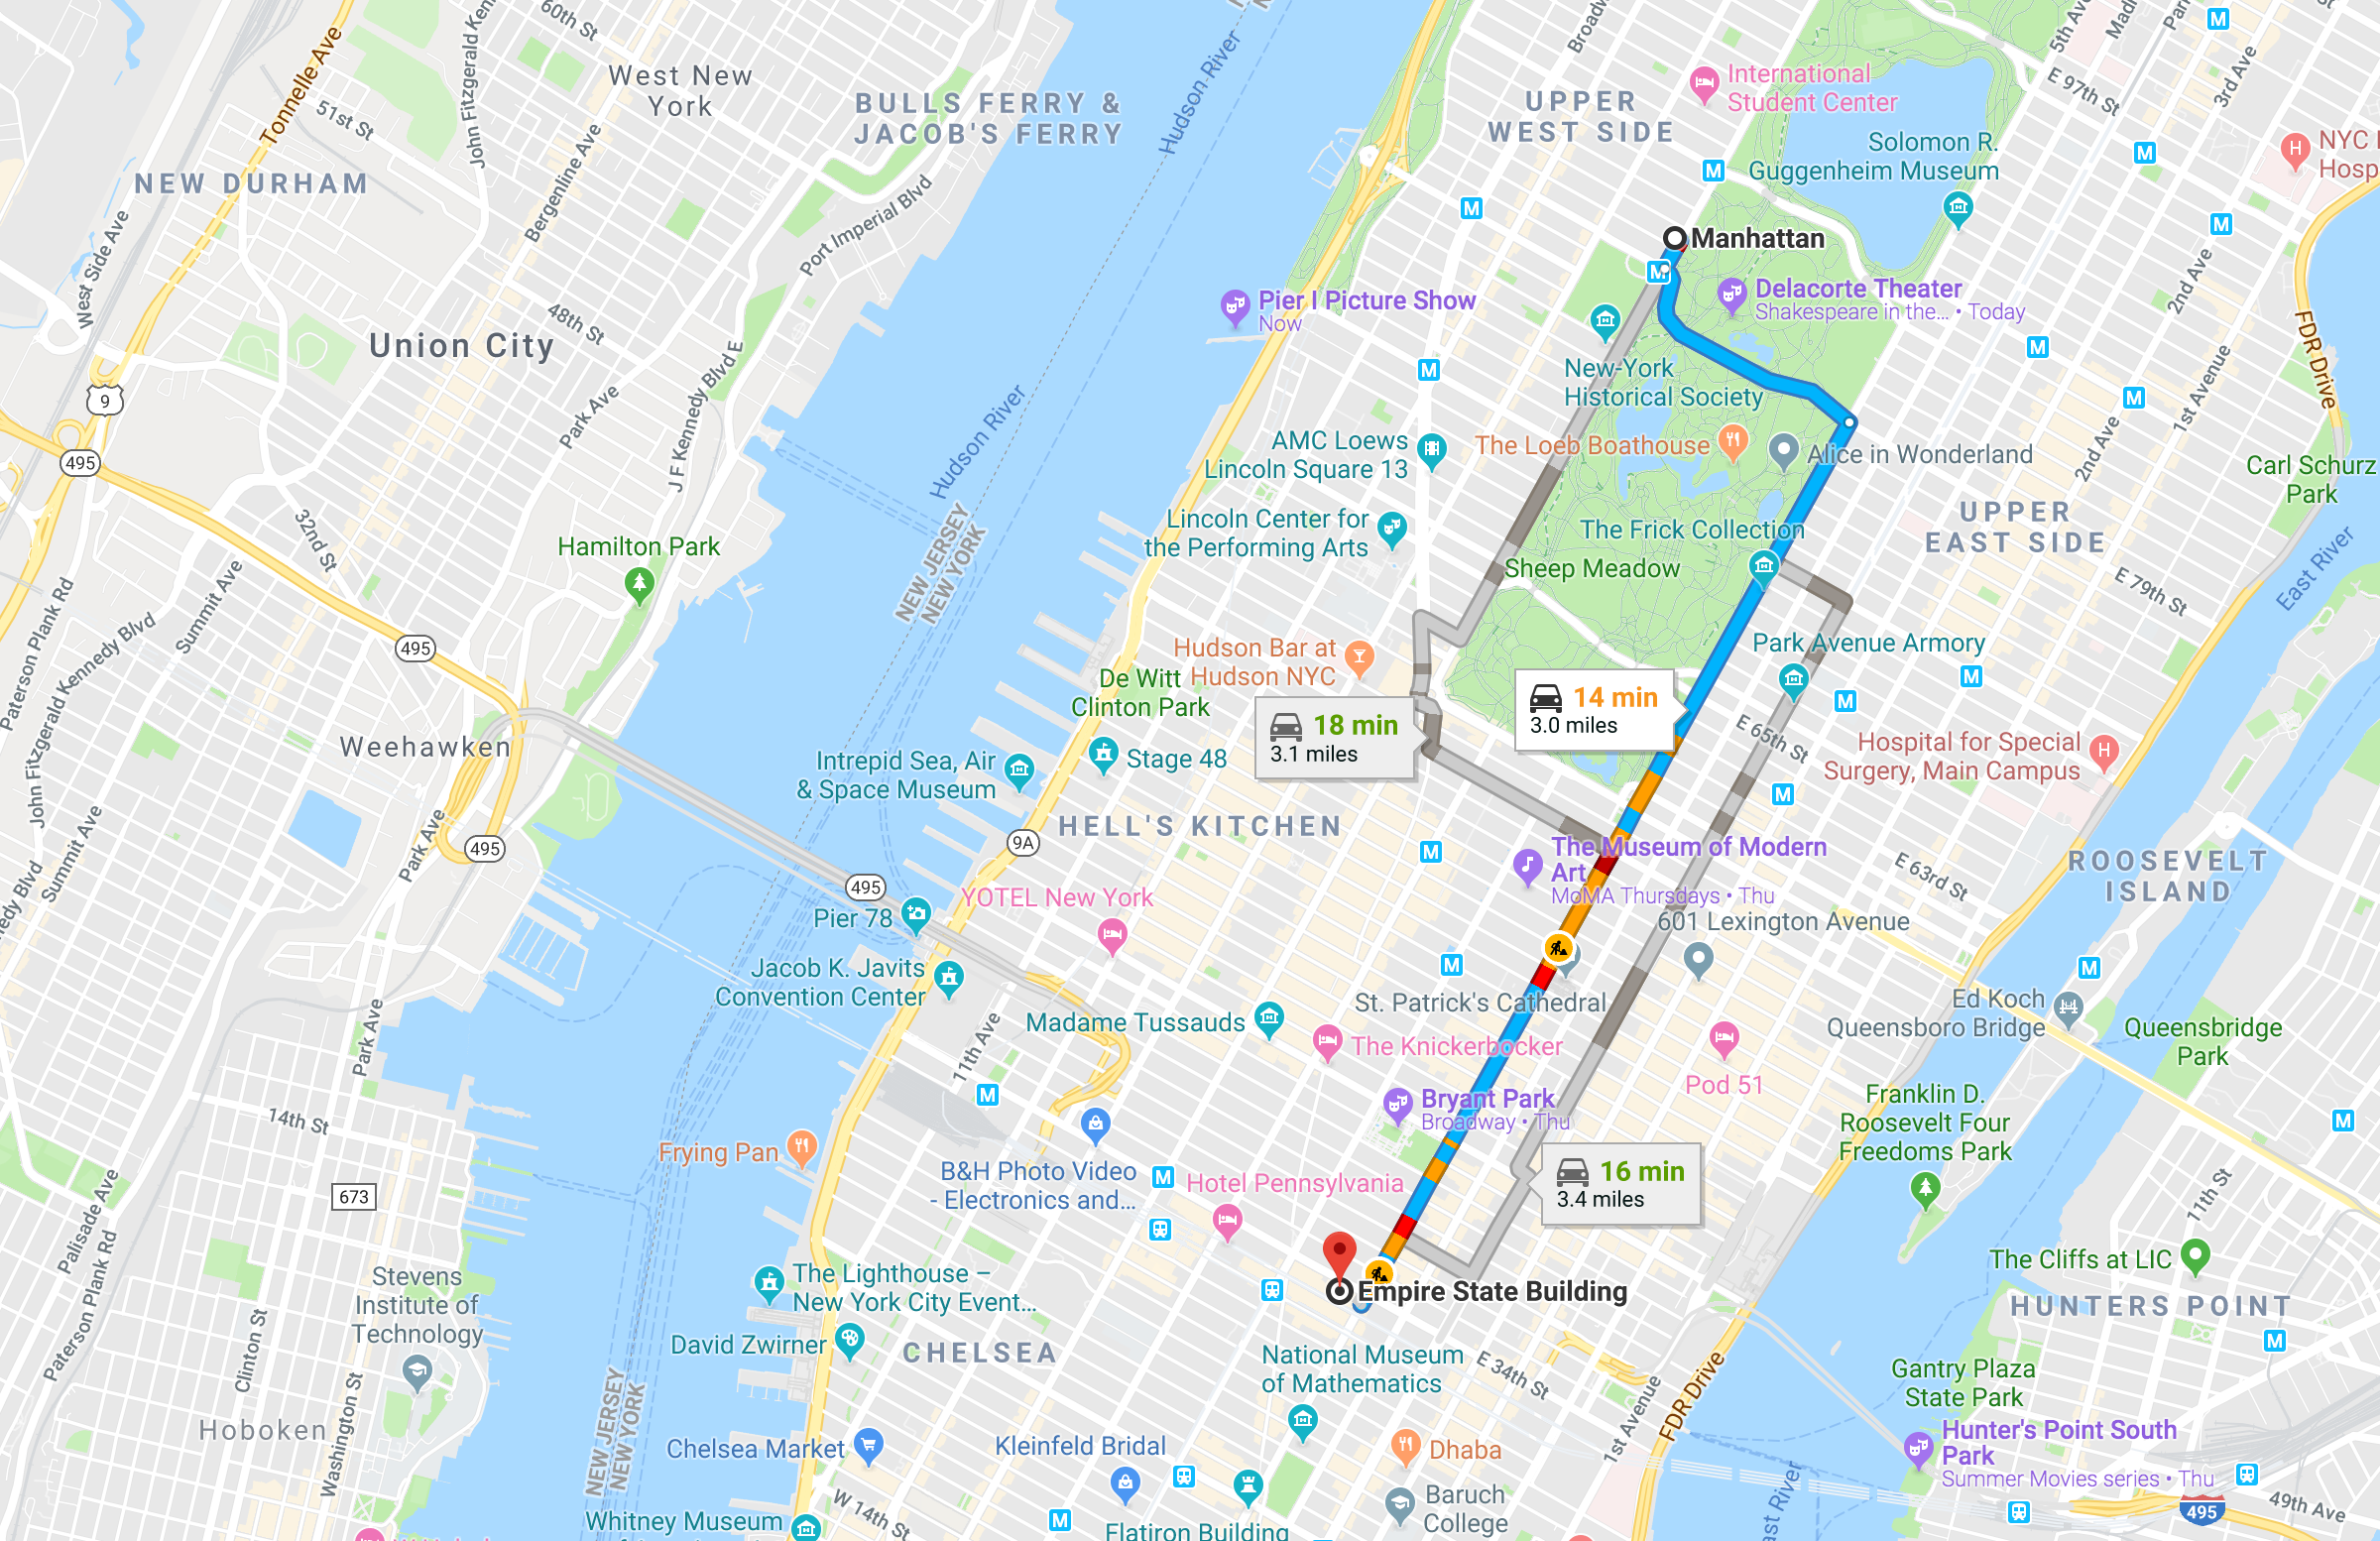 60th St
West New
York
BULLS FERRY &
JACOB'S FERRY
Hudson River
Tonnelle Ave
51st St
NEW DURHAM
Bergenline Ave
Port Imperial Blvd
West Side Ave
48th St
Union City
Park Ave
J F Kennedy Blvd E
9
495
32nd St
Hamilton Park
Summit Ave
Paterson Plank Rd
John Fitzgerald Kennedy Blvd
495
Weehawken
Park Ave
495
Summit Ave
495
Hudson River
NEW JERSEY
NEW YORK
UPPER
WEST SIDE
International
Student Center
5th Ave
E 97th St
3rd Ave
Solomon R.
Guggenheim Museum
Manhattan
Delacorte Theater
Shakespeare in the... • Today
Pier I Picture Show
Now
New-York
Historical Society
2nd Ave
FDR Drive
1st Avenue
2nd Ave
AMC Loews
Lincoln Square 13
The Loeb Boathouse
Alice in Wonderland
Carl Schurz
Park
Lincoln Center for
the Performing Arts
The Frick Collection
UPPER
EAST SIDE
Sheep Meadow
E 79th St
East River
Hudson Bar at
Hudson NYC
De Witt
Clinton Park
Park Avenue Armory
18 min
3.1 miles
14 min
3.0 miles
E 65th St
Hospital for Special
Surgery, Main Campus
Intrepid Sea, Air
& Space Museum
Stage 48
HELL'S KITCHEN
9A
The Museum of Modern
Art
MoMA Thursdays • Thu
E 63rd St
ROOSEVELT
ISLAND
YOTEL New York
Pier 78
601 Lexington Avenue
Jacob K. Javits
Convention Center
St. Patrick's Cathedral
Ed Koch
Queensboro Bridge
Queensbridge
Park
Madame Tussauds
The Knickerbocker
11th Ave
Pod 51
Park Ave
14th St
Bryant Park
Broadway • Thu
Franklin D.
Roosevelt Four
Freedoms Park
Frying Pan
B&H Photo Video
- Electronics and...
Hotel Pennsylvania
16 min
3.4 miles
673
11th St
Palisade Ave
Paterson Plank Rd
The Cliffs at LIC
Stevens
Institute of
Technology
The Lighthouse –
New York City Event...
Empire State Building
HUNTERS POINT
David Zwirner
CHELSEA
National Museum
of Mathematics
E 34th St
Clinton St
Washington St
Hoboken
NEW JERSEY
NEW YORK
Gantry Plaza
State Park
FDR Drive
1st Avenue
Chelsea Market
Kleinfeld Bridal
Dhaba
Hunter's Point South
Park
Summer Movies series • Thu
W 14th St
Baruch
College
Whitney Museum
Flatiron Building
495
49th Ave